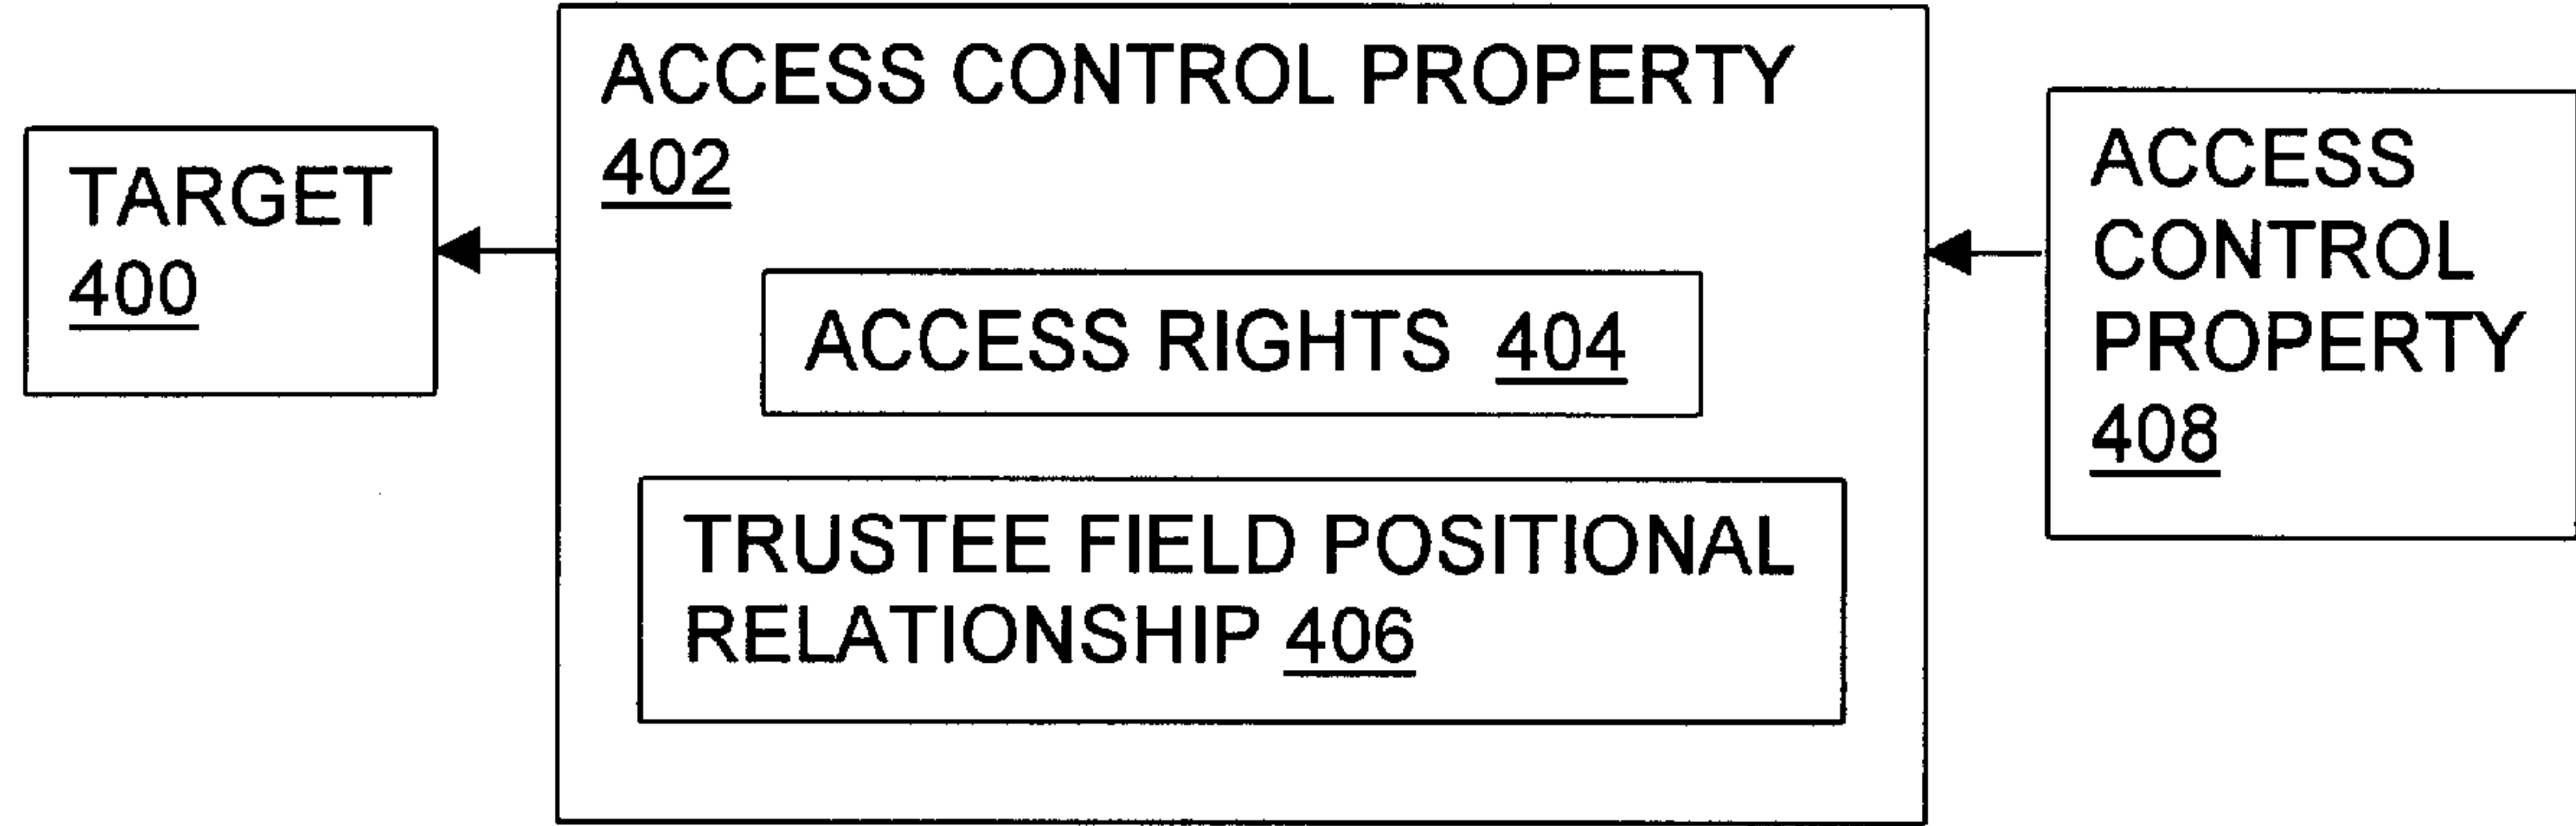 TARGET
400
ACCESS CONTROL PROPERTY
402
ACCESS RIGHTS 404
TRUSTEE FIELD POSITIONAL
RELATIONSHIP 406
ACCESS
CONTROL
PROPERTY
408